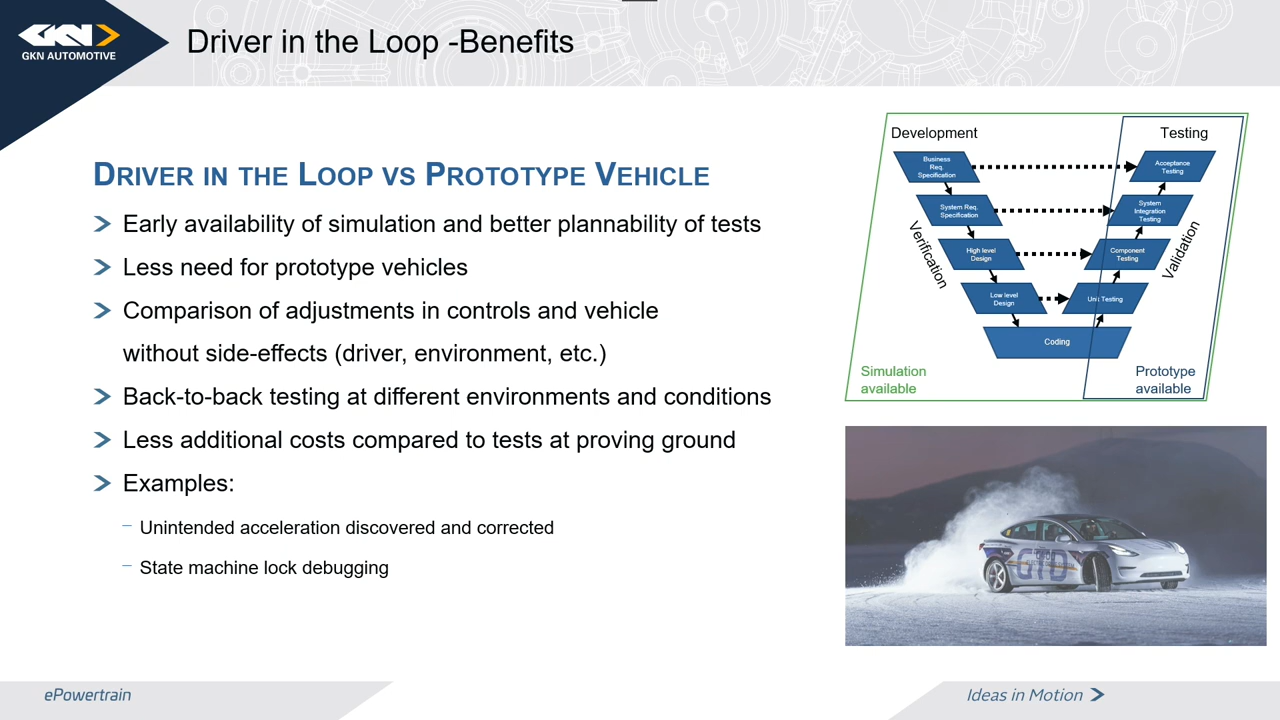 GKN AUTOMOTIVE
Driver in the Loop -Benefits
DRIVER IN THE LOOP VS PROTOTYPE VEHICLE
Early availability of simulation and better plannability of tests
Less need for prototype vehicles
Comparison of adjustments in controls and vehicle
without side-effects (driver, environment, etc.)
Back-to-back testing at different environments and conditions
Less additional costs compared to tests at proving ground
Examples:
Unintended acceleration discovered and corrected
State machine lock debugging
Development
Testing
Business
Req.
Specification
Acceptance
Testing
System Req.
Specification
System
Integration
Testing
High level
Design
Component
Testing
Low level
Design
Unit Testing
Coding
Verification
Validation
Simulation
available
Prototype
available
GTD
ePowertrain
Ideas in Motion